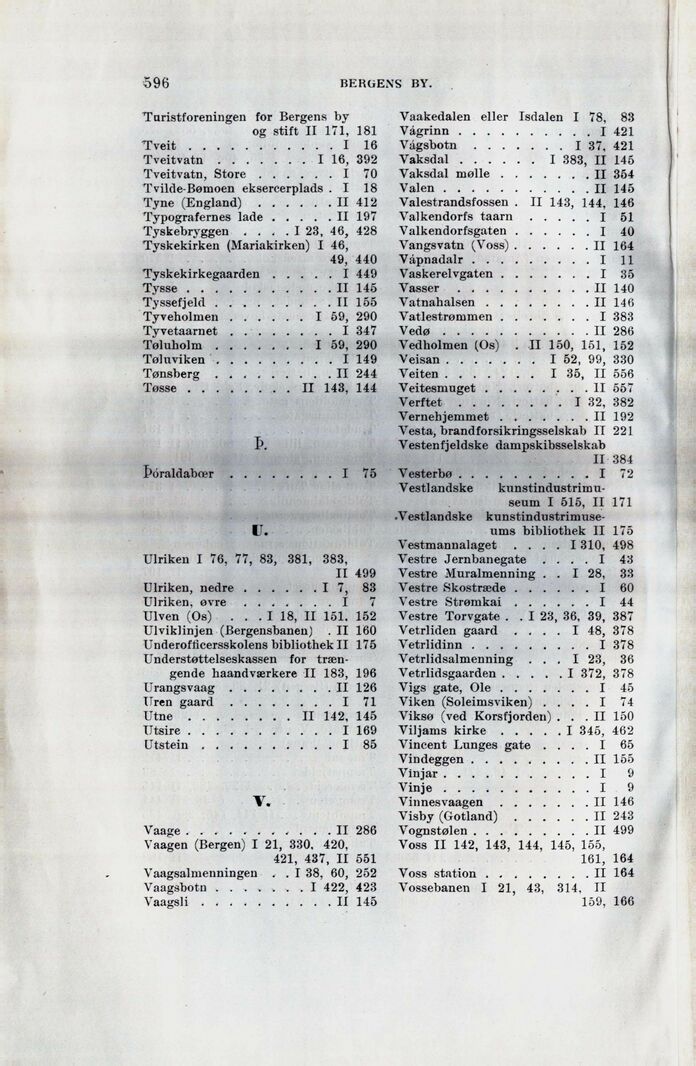 596
BERGENS BY.
Turistforeningen for Bergens by
og stift II 171, 181
Tveit . . . . . . . . . . . I 16
Tveitvatn . . . . . . . I 16, 392
Tveitvatn, Store . . . . . . I 70
Tvilde-Bømoen eksercerplads . I 18
Tyne (England) . . . . . . II 412
Typografernes lade . . . . . II 197
Tyskebryggen . . . . I 23, 46, 428
Tyskekirken (Mariakirken) I 46,
49, 440
Tyskekirkegaarden . . . . . I 449
Tysse . . . . . . . . . . . II 145
Tyssefjeld . . . . . . . . . II 155
Tyveholmen . . . . . . I 59, 290
Tyvetaarnet . . . . . . . . I 347
Tøluholm . . . . . . . I 59, 290
Tøluviken . . . . . . . . . I 149
Tønsberg . . . . . . . . . II 244
Tøsse . . . . . . . . II 143, 144
Þ.
Þóraldabœr . . . . . . . . I 75
U.
Ulriken I 76, 77, 83, 381, 383,
II 499
Ulriken, nedre . . . . . . I 7, 83
Ulriken, øvre . . . . . . . I 7
Ulven (Os) . . . I 18, II 151, 152
Ulviklinjen (Bergensbanen) . II 160
Underofficersskolens bibliothek II 175
Understøttelseskassen for træn-
gende haandværkere II 183, 196
Urangsvaag . . . . . . . . II 126
Uren gaard . . . . . . . . I 71
Utne . . . . . . . . II 142, 145
Utsire . . . . . . . . . . . I 169
Utstein . . . . . . . . . . I 85
V.
Vaage . . . . . . . . . . . II 286
Vaagen (Bergen) I 21, 330, 420,
421, 437, II 551
Vaagsalmenningen . . I 38, 60, 252
Vaagsbotn . . . . . . . I 422, 423
Vaagsli . . . . . . . . . . II 145
Vaakedalen eller Isdalen I 78, 83
Vágrinn . . . . . . . . . . I 421
Vágsbotn . . . . . . . I 37, 421
Vaksdal . . . . . . I 383, II 145
Vaksdal mølle . . . . . . . II 354
Valen . . . . . . . . . . . II 145
Valestrandsfossen . II 143, 144, 146
Valkendorfs taarn . . . . . I 51
Valkendorfsgaten . . . . . . I 40
Vangsvatn (Voss) . . . . . . II 164
Vápnadalr . . . . . . . . . I 11
Vaskerelvgaten . . . . . . . I 35
Vasser . . . . . . . . . . II 140
Vatnahalsen . . . . . . . . II 146
Vatlestrømmen . . . . . . . I 383
Vedø . . . . . . . . . . . II 286
Vedholmen (Os) . II 150, 151, 152
Veisan . . . . . . . I 52, 99, 330
Veiten . . . . . . . I 35, II 556
Veitesmuget . . . . . . . . II 557
Verftet . . . . . . . . I 32, 382
Vernehjemmet . . . . . . . II 192
Vesta, brandforsikringsselskab II 221
Vestenfjeldske dampskibsselskab
II 384
Vesterbø . . . . . . . . . . I 72
Vestlandske kunstindustrimu-
seum I 515, II 171
Vestlandske kunstindustrimuse-
ums bibliothek II 175
Vestmannalaget . . . . I 310, 498
Vestre Jernbanegate . . . . I 43
Vestre Muralmenning . . I 28, 33
Vestre Skostræde . . . . . . I 60
Vestre Strømkai . . . . . . I 44
Vestre Torvgate . . I 23, 36, 39, 387
Vetrliden gaard . . . . I 48, 378
Vetrlidinn . . . . . . . . . I 378
Vetrlidsalmenning . . . I 23, 36
Vetrlidsgaarden . . . . . I 372, 378
Vigs gate, Ole . . . . . . . I 45
Viken (Soleimsviken) . . . . I 74
Viksø (ved Korsfjorden) . . . II 150
Viljams kirke . . . . . I 345, 462
Vincent Lunges gate . . . . I 65
Vindeggen . . . . . . . . . II 155
Vinjar . . . . . . . . . . . I 9
Vinje . . . . . . . . . . . I 9
Vinnesvaagen . . . . . . . II 146
Visby (Gotland) . . . . . . II 243
Vognstølen . . . . . . . . . II 499
Voss II 142, 143, 144, 145, 155,
161, 164
Voss station . . . . . . . . II 164
Vossebanen I 21, 43, 314, II
159, 166